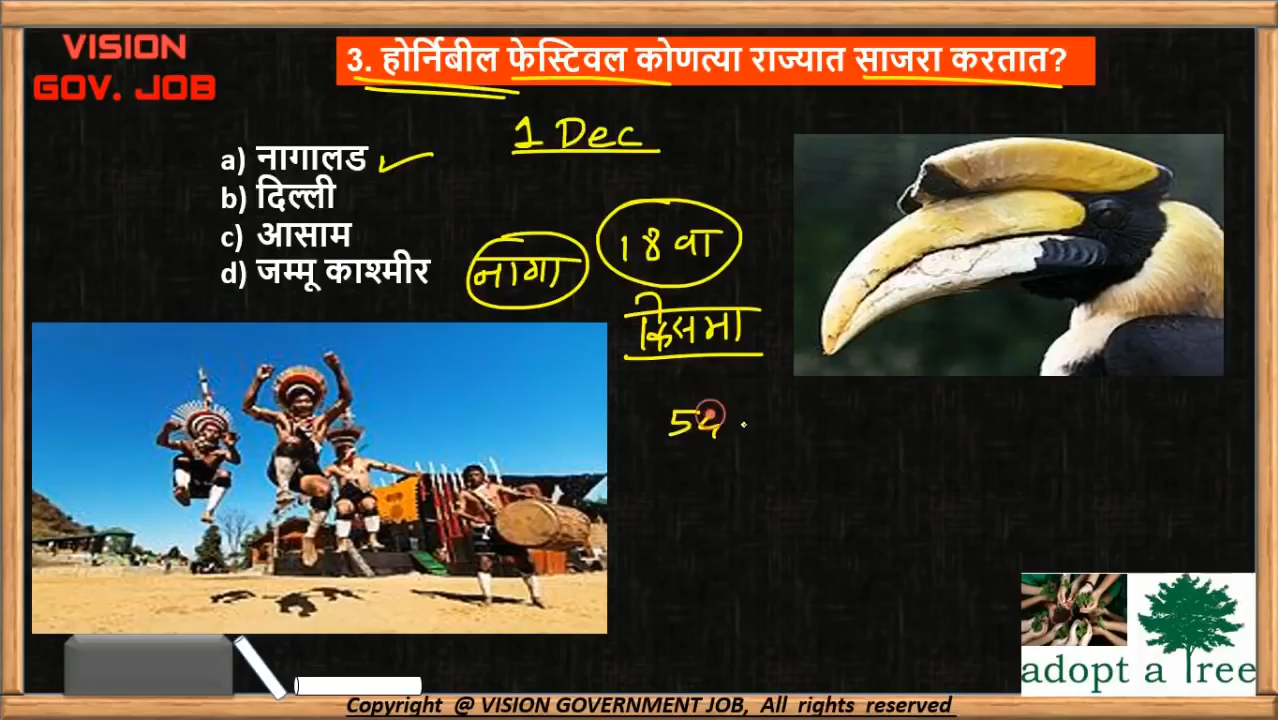 VISION
GOV. JOB
3. होर्निबील फेस्टिवल कोणत्या राज्यात साजरा करतात?
1 Dec
a) नागालड
b) दिल्ली
c) आसाम
d) जम्मू काश्मीर
नागा
18 वा
किसमा
adopt a Tree
Copyright @ VISION GOVERNMENT JOB, All rights reserved